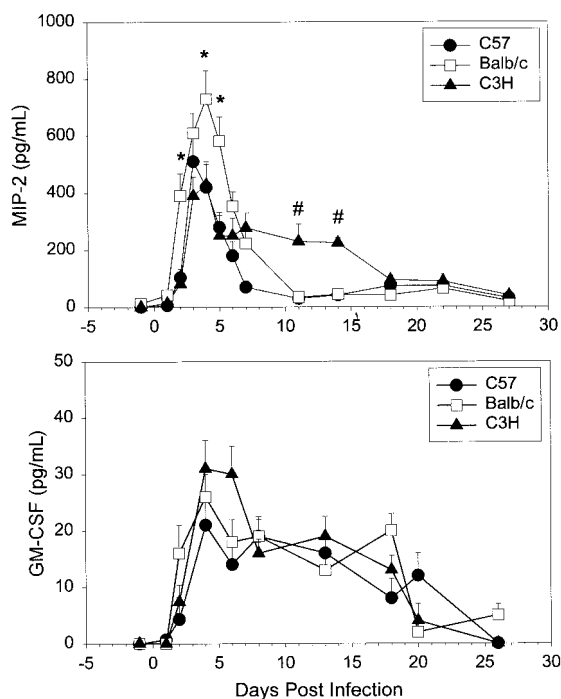 1000
800
600
400
200
0
MIP-2 (pg/mL)
* * * # #
C57
Balb/c
C3H
-5 0 5 10 15 20 25 30
50
40
30
20
10
0
GM-CSF (pg/mL)
C57
Balb/c
C3H
-5 0 5 10 15 20 25 30
Days Post Infection